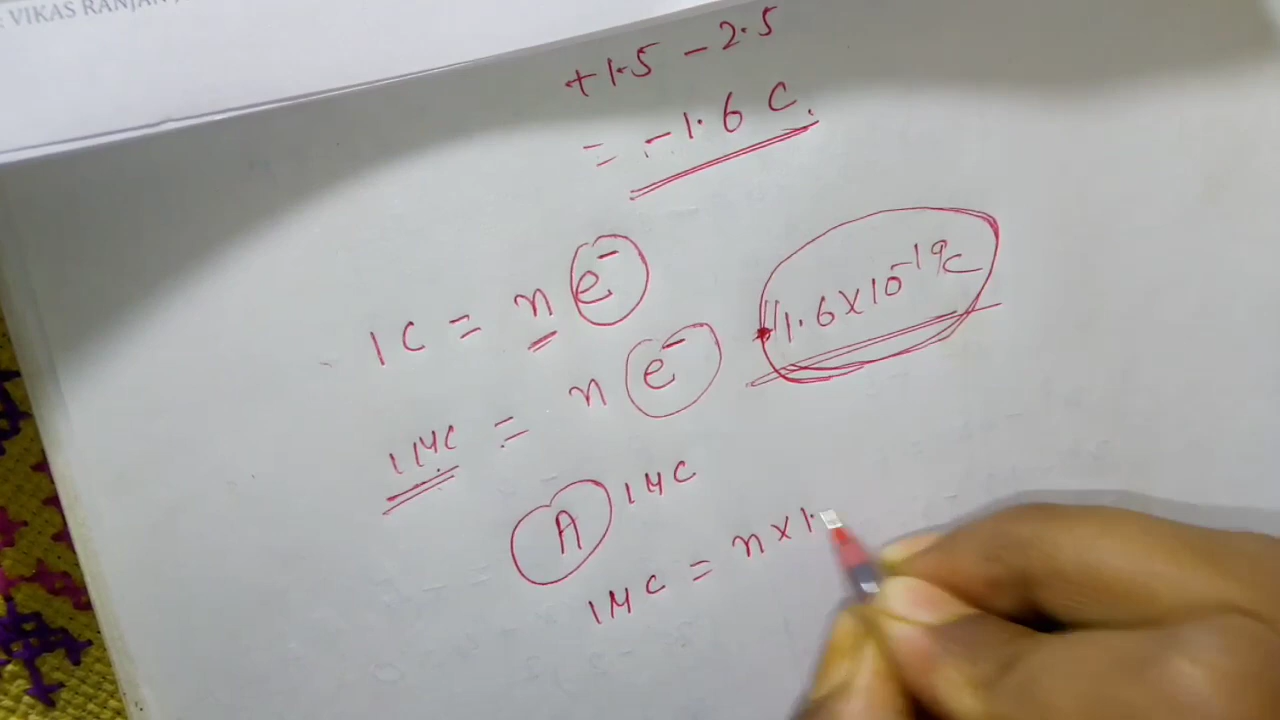 VIKAS RANJAN
+1.5 - 2.5
= -1.6 C.
1C = n e⁻
1.6×10⁻¹⁹C
1μC = n e⁻
A 1μC
1μC = n×1.